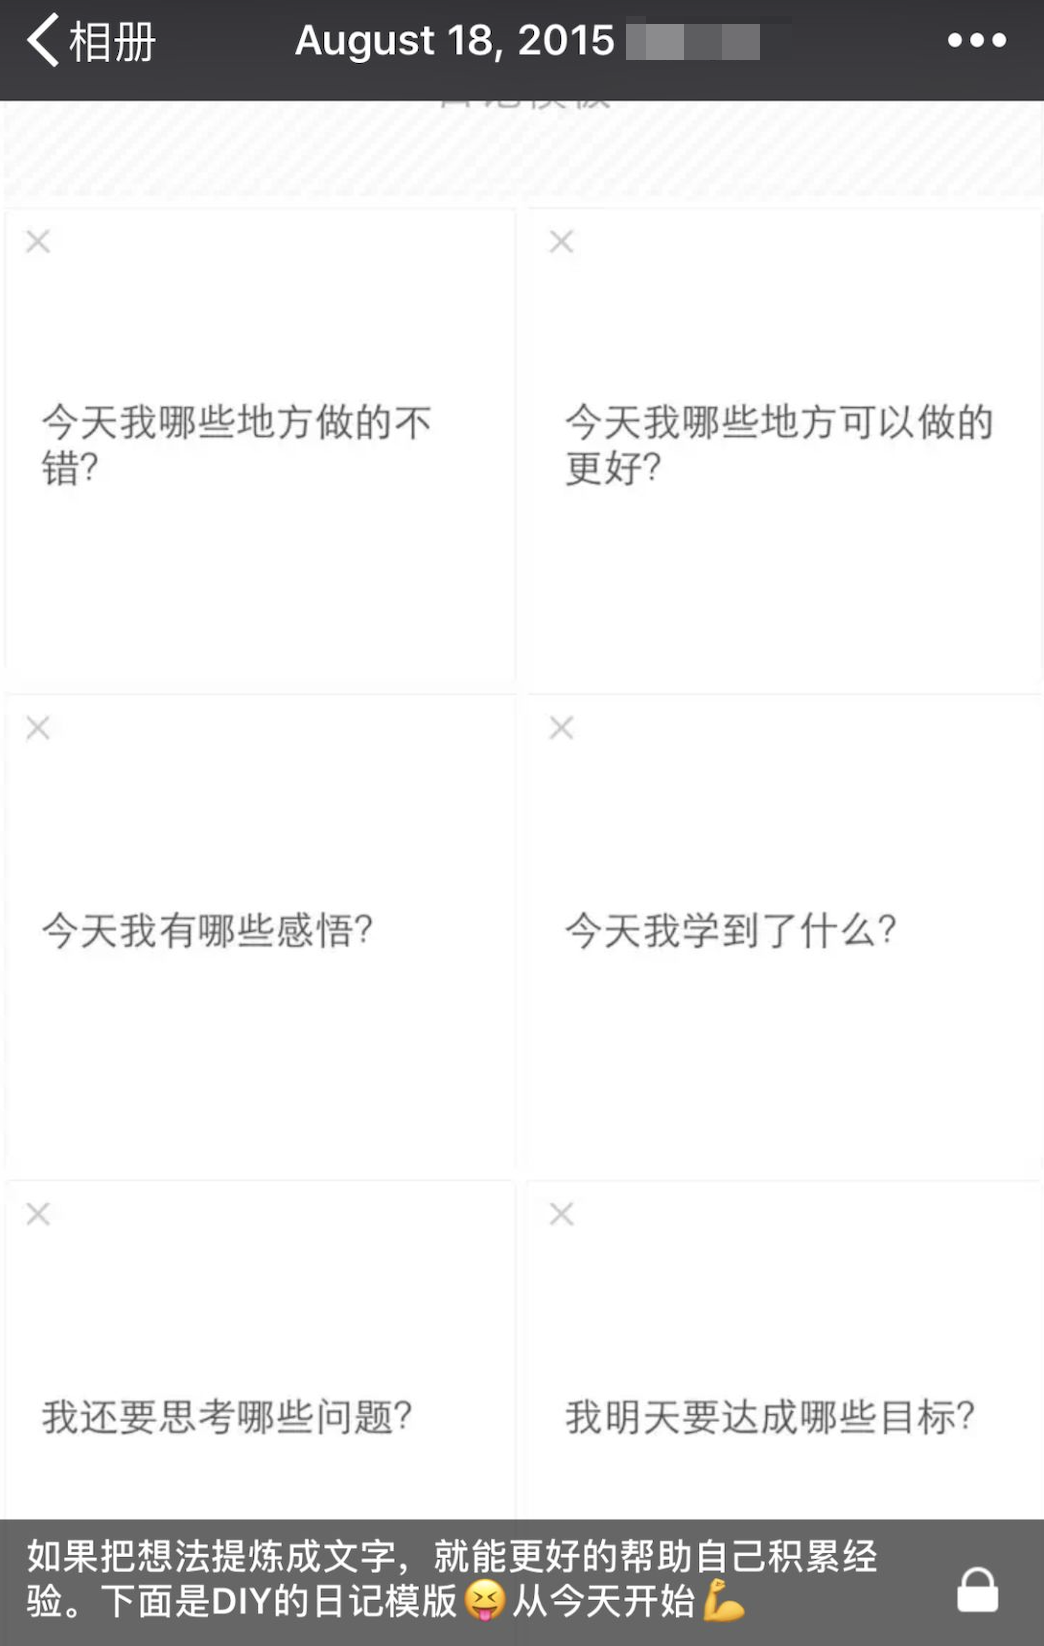 相册
August 18, 2015
今天我哪些地方做的不
错？
今天我哪些地方可以做的
更好？
今天我有哪些感悟？
今天我学到了什么？
我还要思考哪些问题？
我明天要达成哪些目标？
如果把想法提炼成文字，就能更好的帮助自己积累经
验。下面是DIY的日记模版😝从今天开始💪